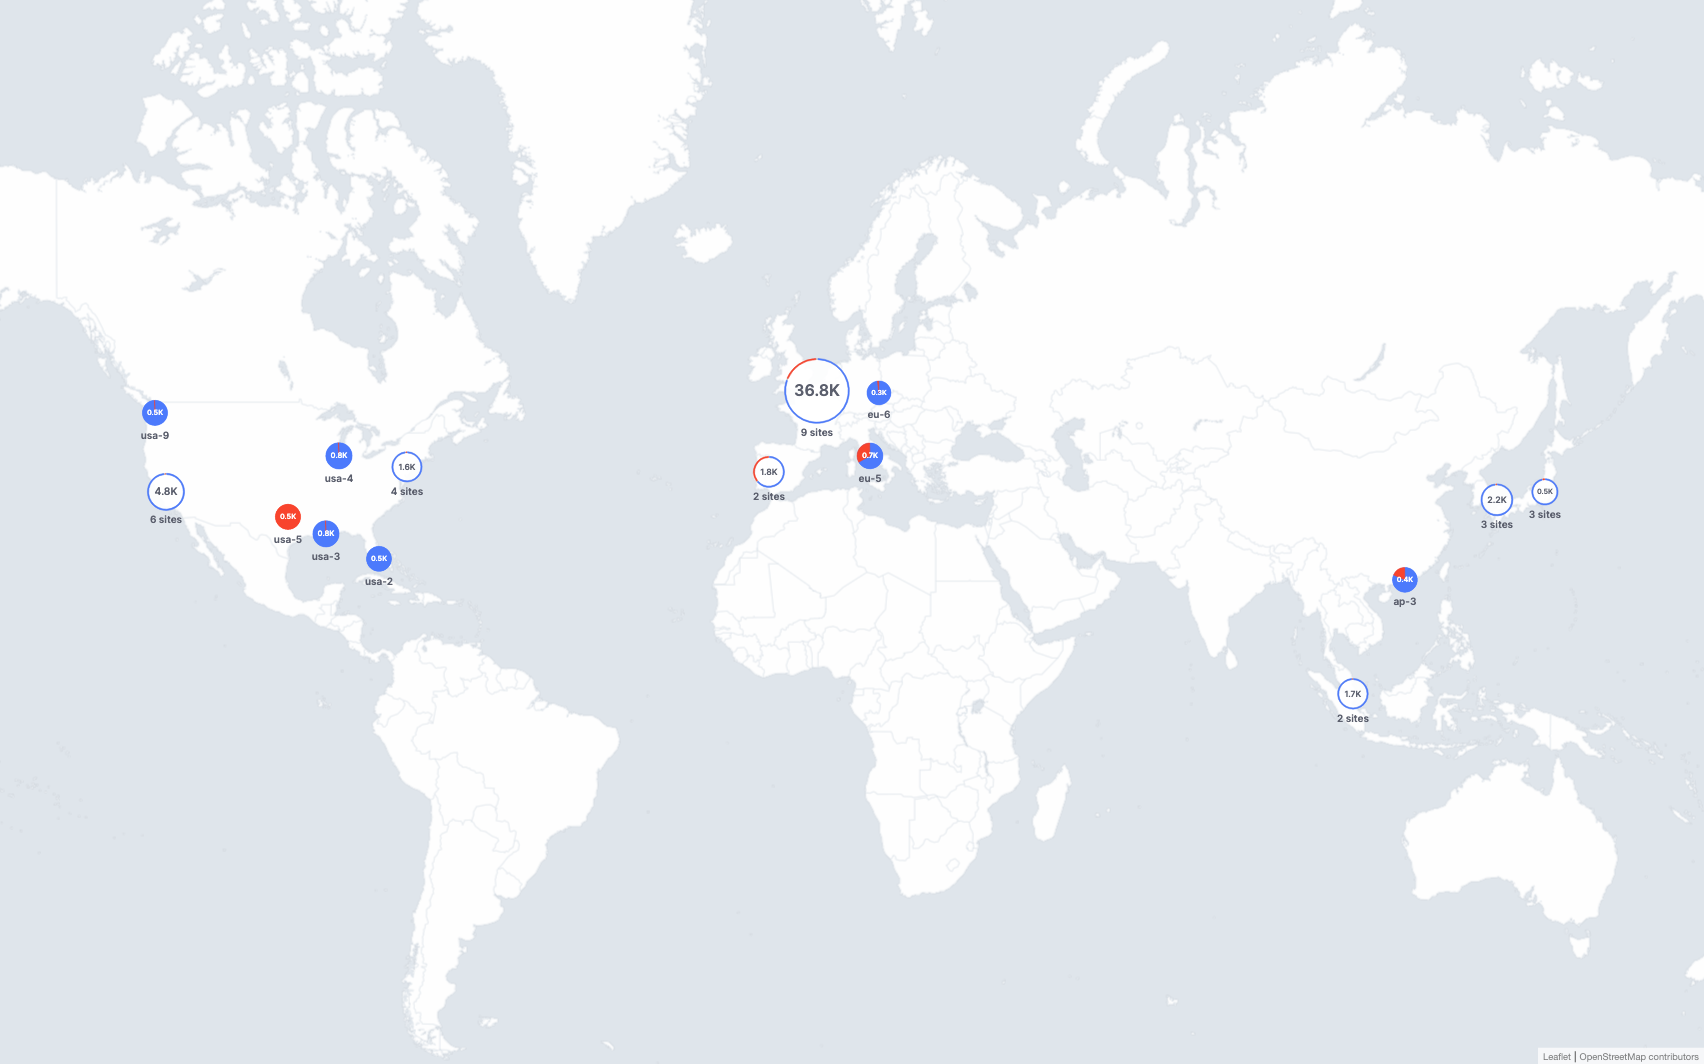 36.8K
9 sites
0.3K
eu-6
0.5K
usa-9
0.8K
usa-4
1.6K
4 sites
4.8K
6 sites
0.5K
usa-5
0.8K
usa-3
0.5K
usa-2
1.8K
2 sites
0.7K
eu-5
2.2K
3 sites
0.5K
3 sites
0.4K
ap-3
1.7K
2 sites
Leaflet | OpenStreetMap contributors